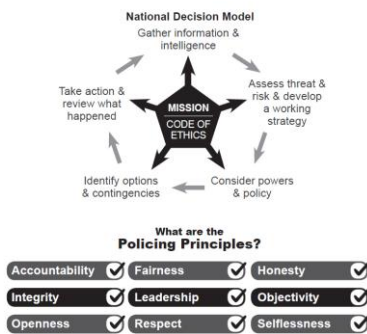 National Decision Model
Gather information &
intelligence
Assess threat &
risk & develop
a working
strategy
Take action &
review what
happened
MISSION
CODE OF
ETHICS
Identify options
& contingencies
Consider powers
& policy
What are the
Policing Principles?
Accountability
Fairness
Honesty
Integrity
Leadership
Objectivity
Openness
Respect
Selflessness